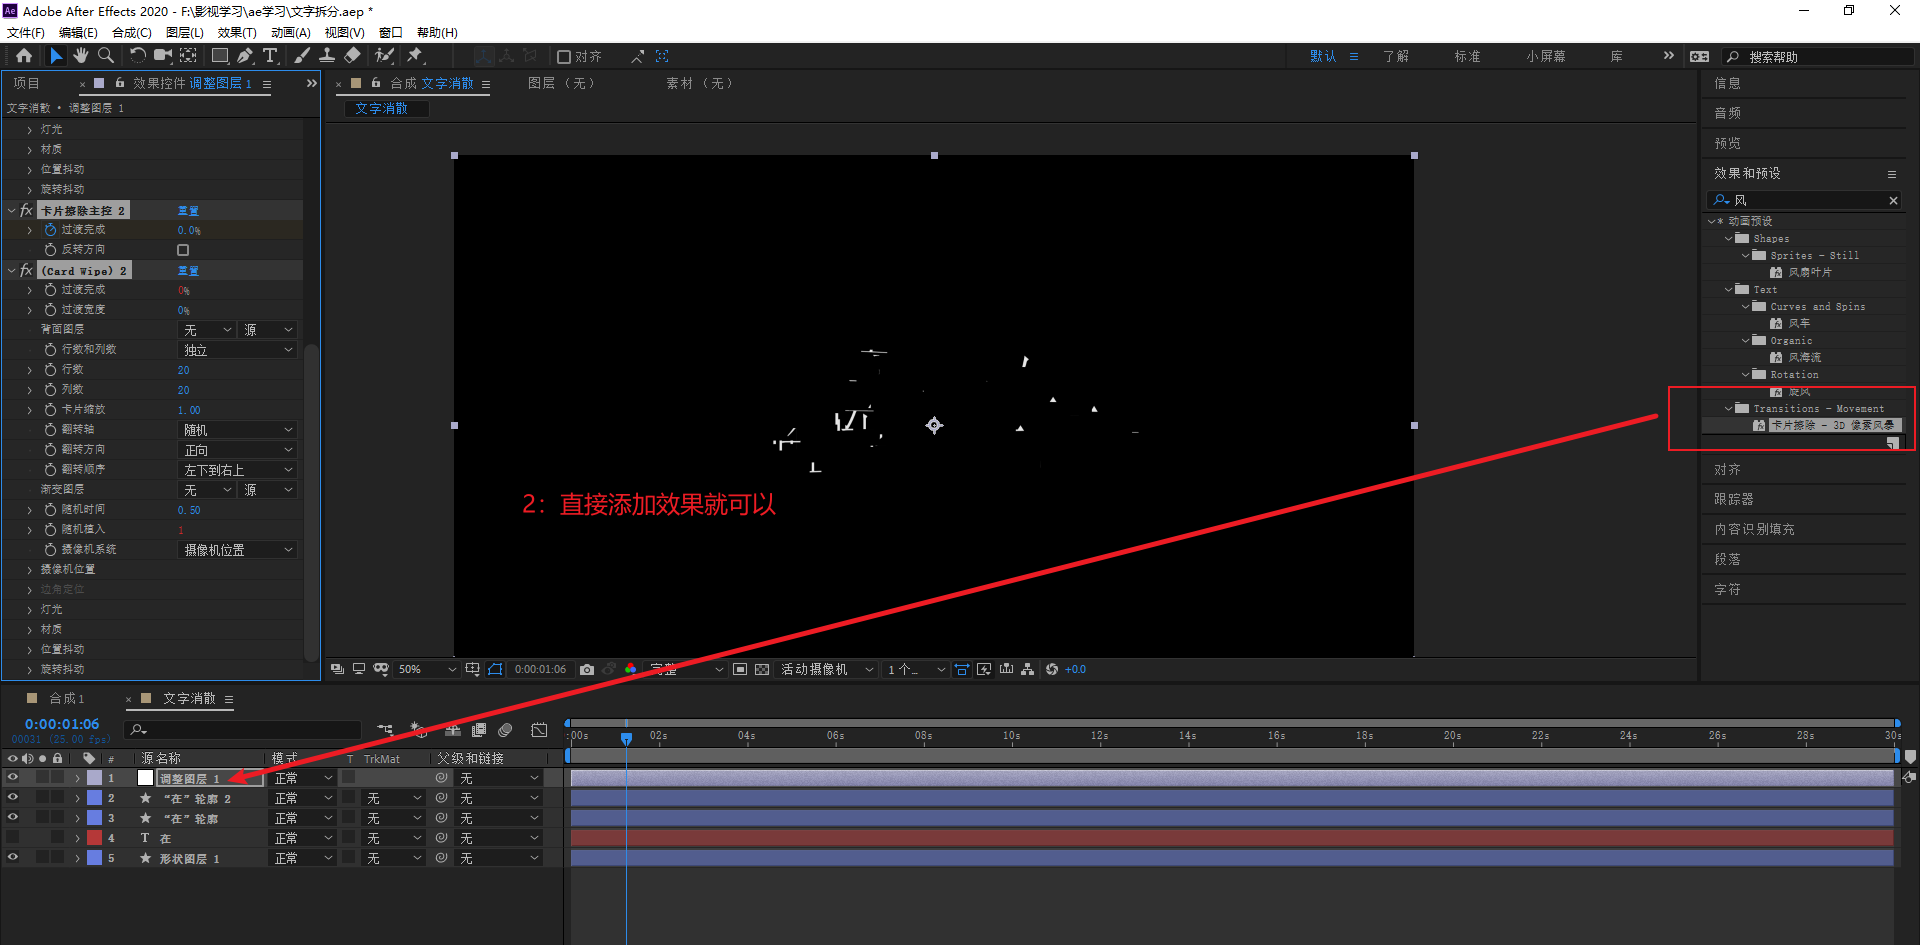 Adobe After Effects 2020 - F:\影视学习\ae学习\文字拆分.aep *
文件(F) 编辑(E) 合成(C) 图层(L) 效果(T) 动画(A) 视图(V) 窗口 帮助(H)
对齐 默认 了解 标准 小屏幕 库 搜索帮助
项目 效果控件 调整图层 1
文字消散 • 调整图层 1
灯光
材质
位置抖动
旋转抖动
fx 卡片擦除主控 2 重置
过渡完成 0.0%
反转方向
fx (Card Wipe) 2 重置
过渡完成 0%
过渡宽度 0%
背面图层 无 源
行数和列数 独立
行数 20
列数 20
卡片缩放 1.00
翻转轴 随机
翻转方向 正向
翻转顺序 左下到右上
渐变图层 无 源
随机时间 0.50
随机植入 1
摄像机系统 摄像机位置
摄像机位置
边角定位
灯光
材质
位置抖动
旋转抖动
合成 文字消散 图层 （无） 素材 （无）
文字消散
2：直接添加效果就可以
50% 0:00:01:06 完整 活动摄像机 1个... +0.0
信息
音频
预览
效果和预设
风
* 动画预设
Shapes
Sprites - Still
风扇叶片
Text
Curves and Spins
风车
Organic
风海流
Rotation
旋风
Transitions - Movement
卡片擦除 - 3D 像素风暴
对齐
跟踪器
内容识别填充
段落
字符
合成 1 文字消散
0:00:01:06
00031 (25.00 fps)
:00s 02s 04s 06s 08s 10s 12s 14s 16s 18s 20s 22s 24s 26s 28s 30s
# 源名称 模式 T TrkMat 父级和链接
1 调整图层 1 正常 无
2 “在”轮廓 2 正常 无 无
3 “在”轮廓 正常 无 无
4 T 在 正常 无 无
5 形状图层 1 正常 无 无